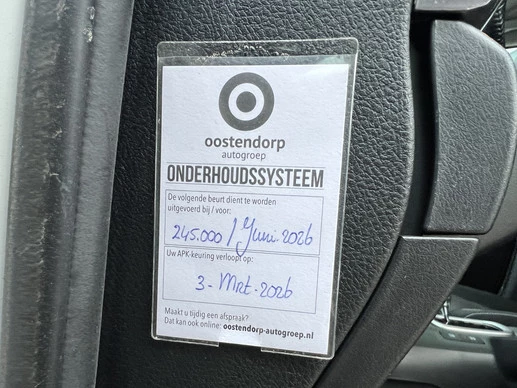 oostendorp
autogroep
ONDERHOUDSSYSTEEM
De volgende beurt dient te worden
uitgevoerd bij / voor:
245.000 / Juni. 2026
Uw APK-keuring verloopt op:
3 - Mrt - 2026
Maakt u tijdig een afspraak?
Dat kan ook online: oostendorp-autogroep.nl